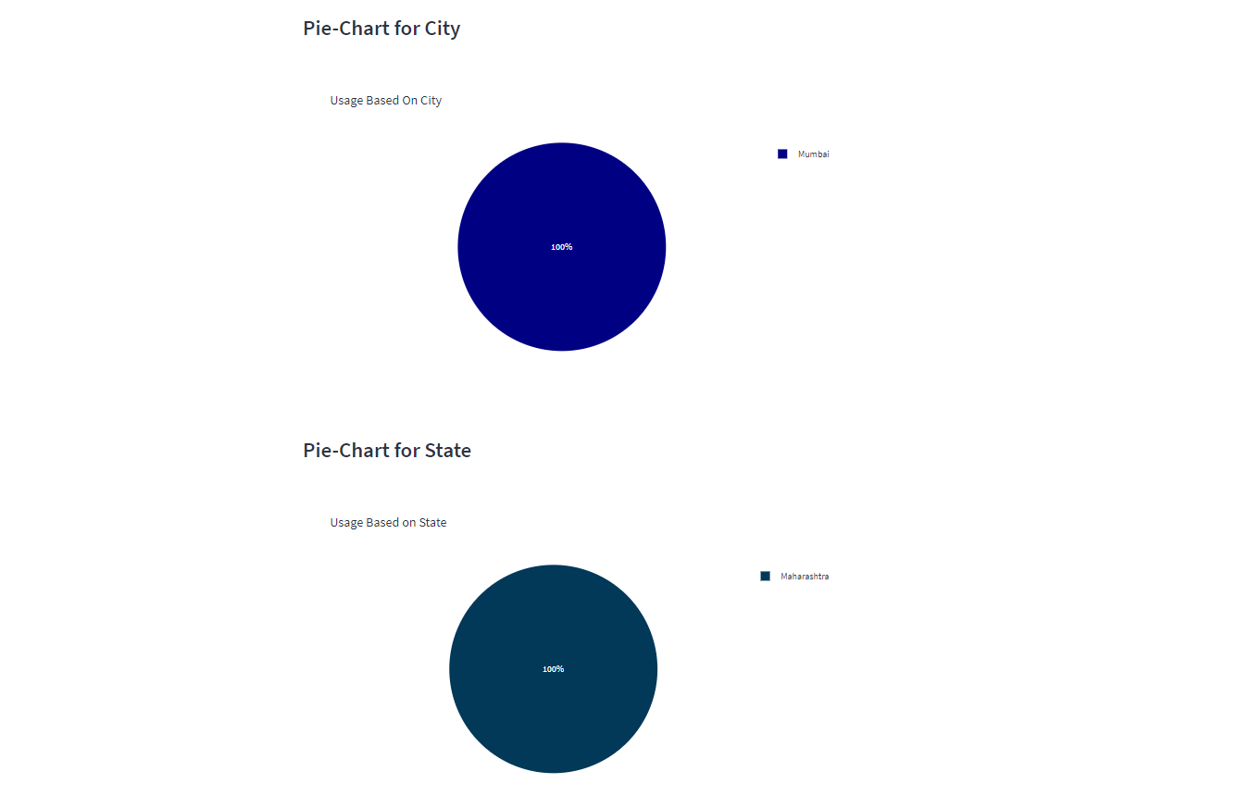 Pie-Chart for City
Usage Based On City
Mumbai
100%
Pie-Chart for State
Usage Based on State
Maharashtra
100%